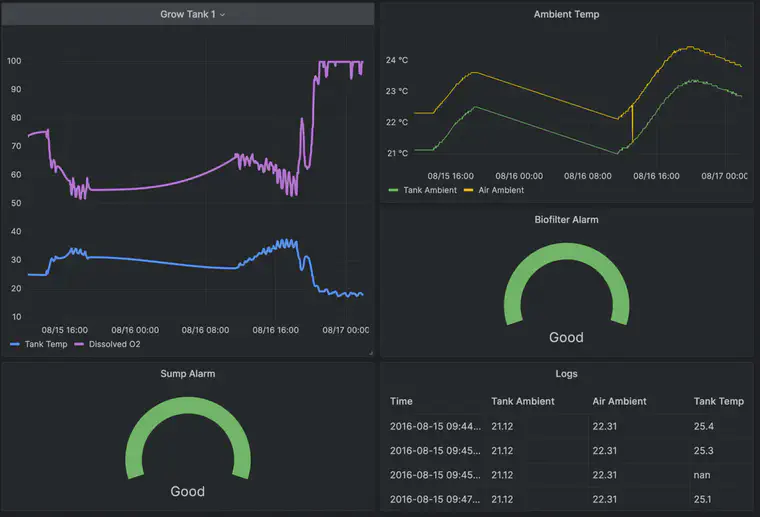 Grow Tank 1
100
90
80
70
60
50
40
30
20
10
08/15 16:00 08/16 00:00 08/16 08:00 08/16 16:00 08/17 00:00
Tank Temp Dissolved O2
Ambient Temp
24 °C
23 °C
22 °C
21 °C
08/15 16:00 08/16 00:00 08/16 08:00 08/16 16:00 08/17 00:00
Tank Ambient Air Ambient
Biofilter Alarm
Good
Sump Alarm
Good
Logs
Time Tank Ambient Air Ambient Tank Temp
2016-08-15 09:44... 21.12 22.31 25.4
2016-08-15 09:45... 21.12 22.31 25.3
2016-08-15 09:45... 21.12 22.31 nan
2016-08-15 09:47... 21.12 22.31 25.1